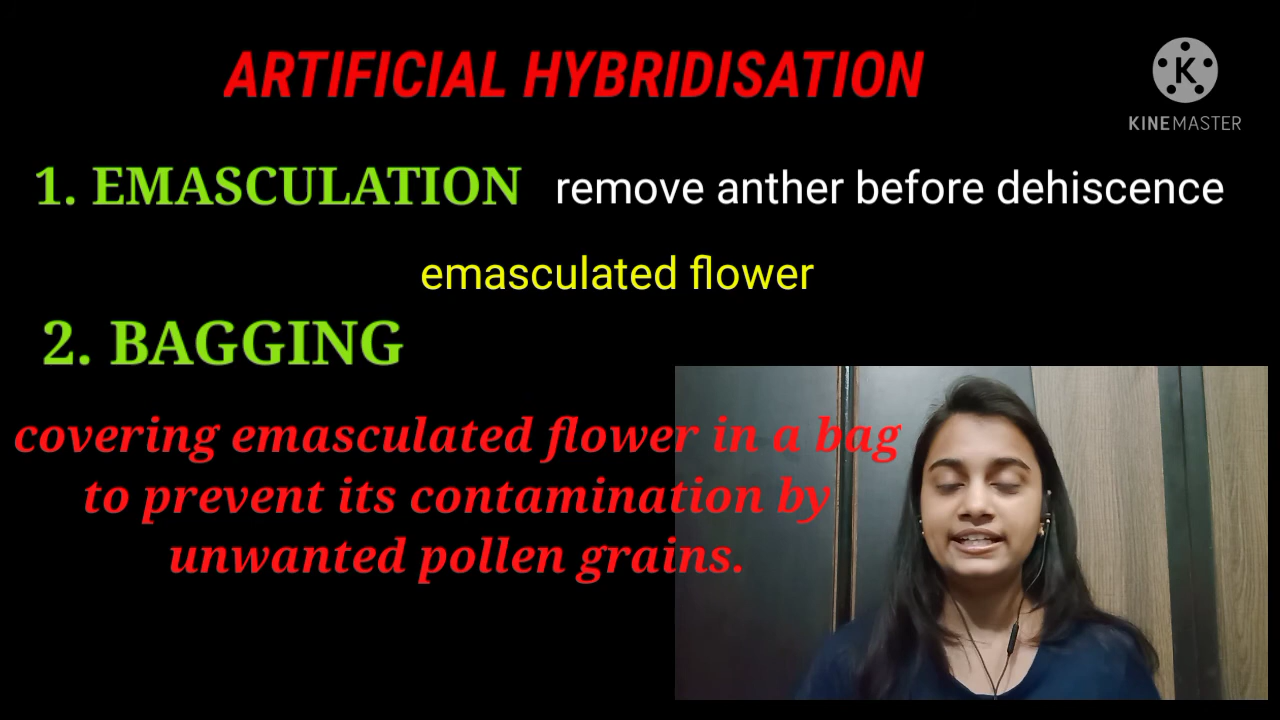 ARTIFICIAL HYBRIDISATION
K
KINEMASTER
1. EMASCULATION remove anther before dehiscence
emasculated flower
2. BAGGING
covering emasculated flower in a bag
to prevent its contamination by
unwanted pollen grains.